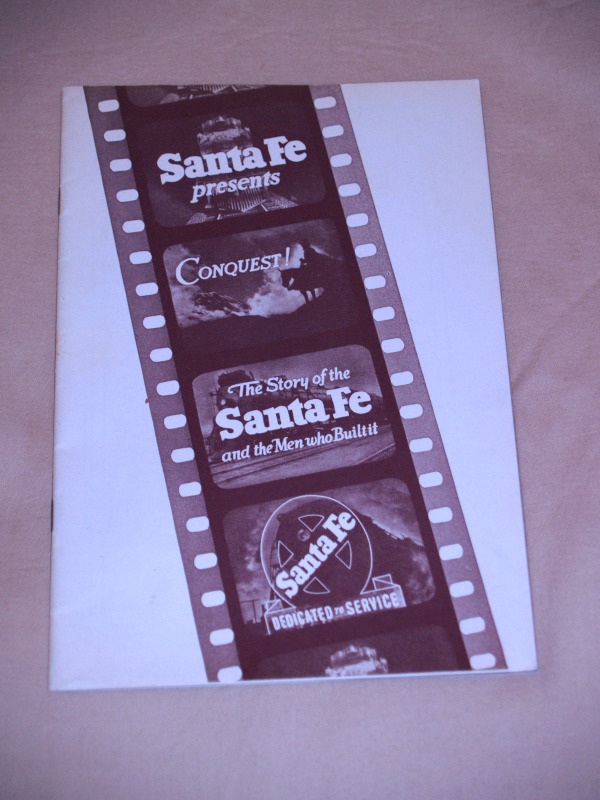 Santa Fe
presents
CONQUEST!
The Story of the
Santa Fe
and the Men who Built it
Santa Fe
DEDICATED TO SERVICE